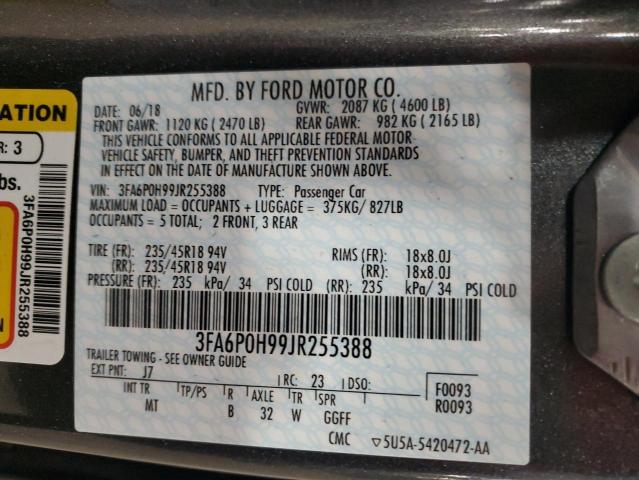 MFD. BY FORD MOTOR CO.
DATE: 06/18 GVWR: 2087 KG ( 4600 LB)
FRONT GAWR: 1120 KG ( 2470 LB) REAR GAWR: 982 KG ( 2165 LB)
THIS VEHICLE CONFORMS TO ALL APPLICABLE FEDERAL MOTOR
VEHICLE SAFETY, BUMPER, AND THEFT PREVENTION STANDARDS
IN EFFECT ON THE DATE OF MANUFACTURE SHOWN ABOVE.
VIN: 3FA6P0H99JR255388 TYPE: Passenger Car
MAXIMUM LOAD = OCCUPANTS + LUGGAGE = 375KG/ 827LB
OCCUPANTS = 5 TOTAL; 2 FRONT, 3 REAR
TIRE (FR): 235/45R18 94V RIMS (FR): 18x8.0J
(RR): 235/45R18 94V (RR): 18x8.0J
PRESSURE (FR): 235 kPa/ 34 PSI COLD (RR): 235 kPa/ 34 PSI COLD
3FA6P0H99JR255388
TRAILER TOWING - SEE OWNER GUIDE
EXT PNT: J7 RC: 23 DSO: F0093
INT TR TP/PS R AXLE TR SPR R0093
MT B 32 W GGFF
CMC ▽5U5A-5420472-AA
ATION
R: 3
bs.
3FA6P0H99JR255388